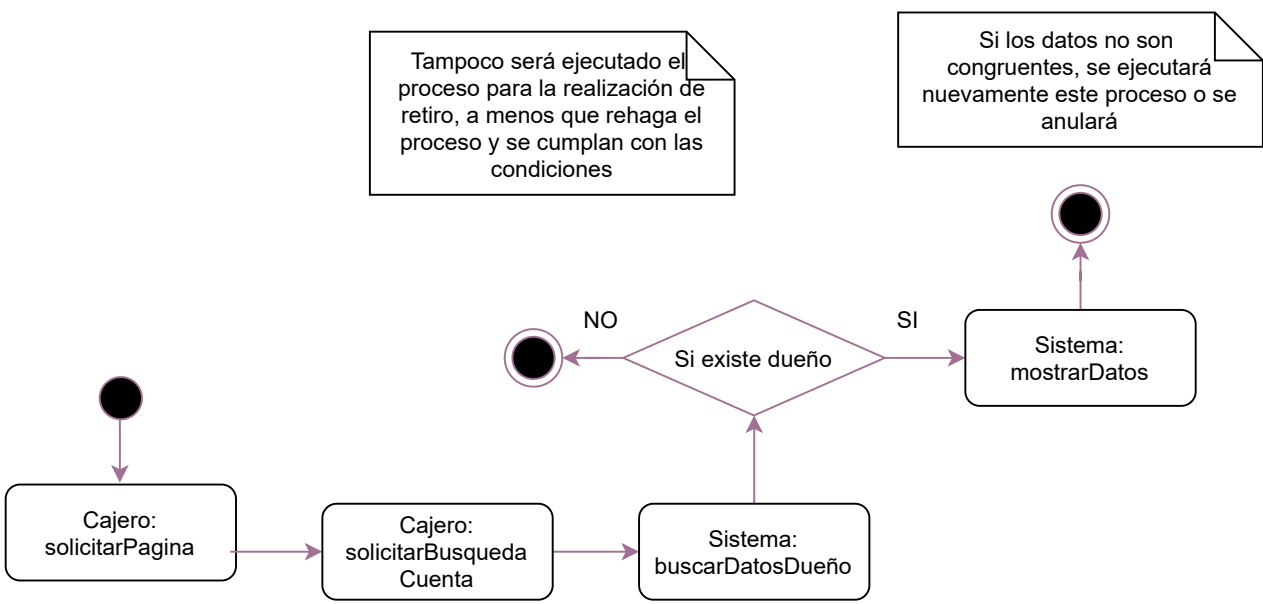 Tampoco será ejecutado el
proceso para la realización de
retiro, a menos que rehaga el
proceso y se cumplan con las
condiciones
Si los datos no son
congruentes, se ejecutará
nuevamente este proceso o se
anulará
NO
SI
Si existe dueño
Sistema:
mostrarDatos
Cajero:
solicitarPagina
Cajero:
solicitarBusqueda
Cuenta
Sistema:
buscarDatosDueño